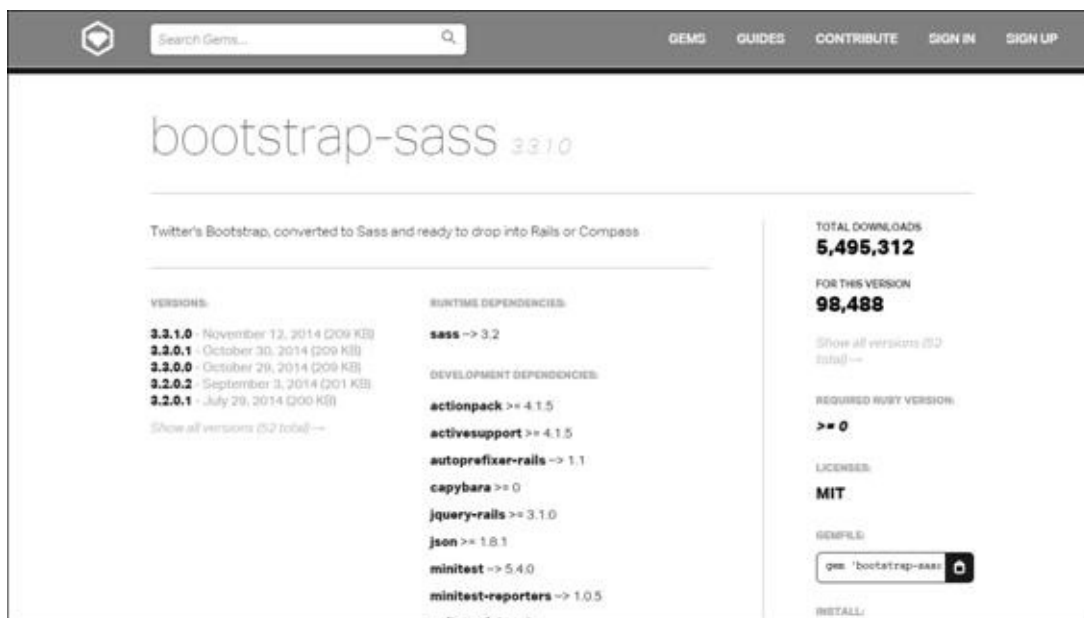 Search Gems...
GEMS GUIDES CONTRIBUTE SIGN IN SIGN UP
bootstrap-sass 3.3.1.0
Twitter's Bootstrap, converted to Sass and ready to drop into Rails or Compass
VERSIONS:
3.3.1.0 - November 12, 2014 (209 KB)
3.3.0.1 - October 30, 2014 (209 KB)
3.3.0.0 - October 29, 2014 (209 KB)
3.2.0.2 - September 3, 2014 (201 KB)
3.2.0.1 - July 29, 2014 (200 KB)
Show all versions (52 total) →
RUNTIME DEPENDENCIES:
sass ~> 3.2
DEVELOPMENT DEPENDENCIES:
actionpack >= 4.1.5
activesupport >= 4.1.5
autoprefixer-rails ~> 1.1
capybara >= 0
jquery-rails >= 3.1.0
json >= 1.8.1
minitest ~> 5.4.0
minitest-reporters ~> 1.0.5
TOTAL DOWNLOADS
5,495,312
FOR THIS VERSION
98,488
Show all versions (52
total) →
REQUIRED RUBY VERSION:
>= 0
LICENSES:
MIT
GEMFILE:
gem 'bootstrap-sass
INSTALL: